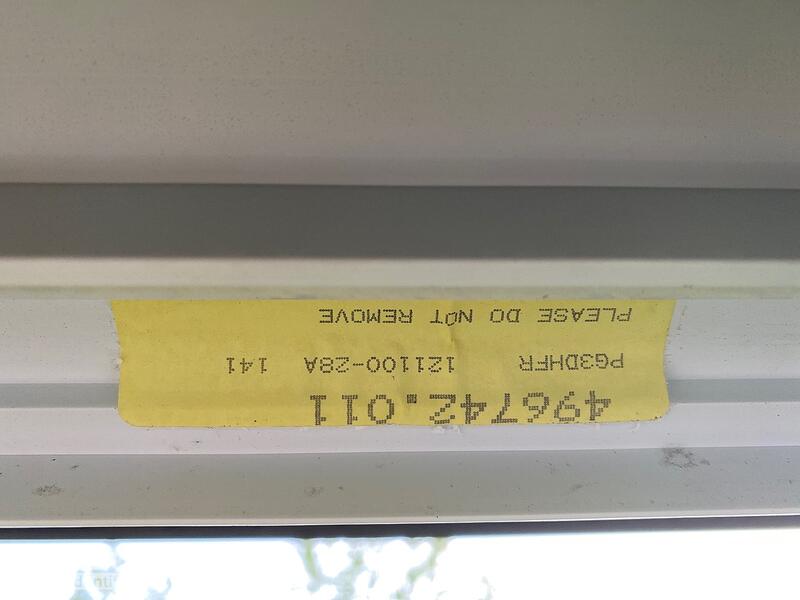 496742.011
PG3DHFR 121100-28A 141
PLEASE DO NOT REMOVE